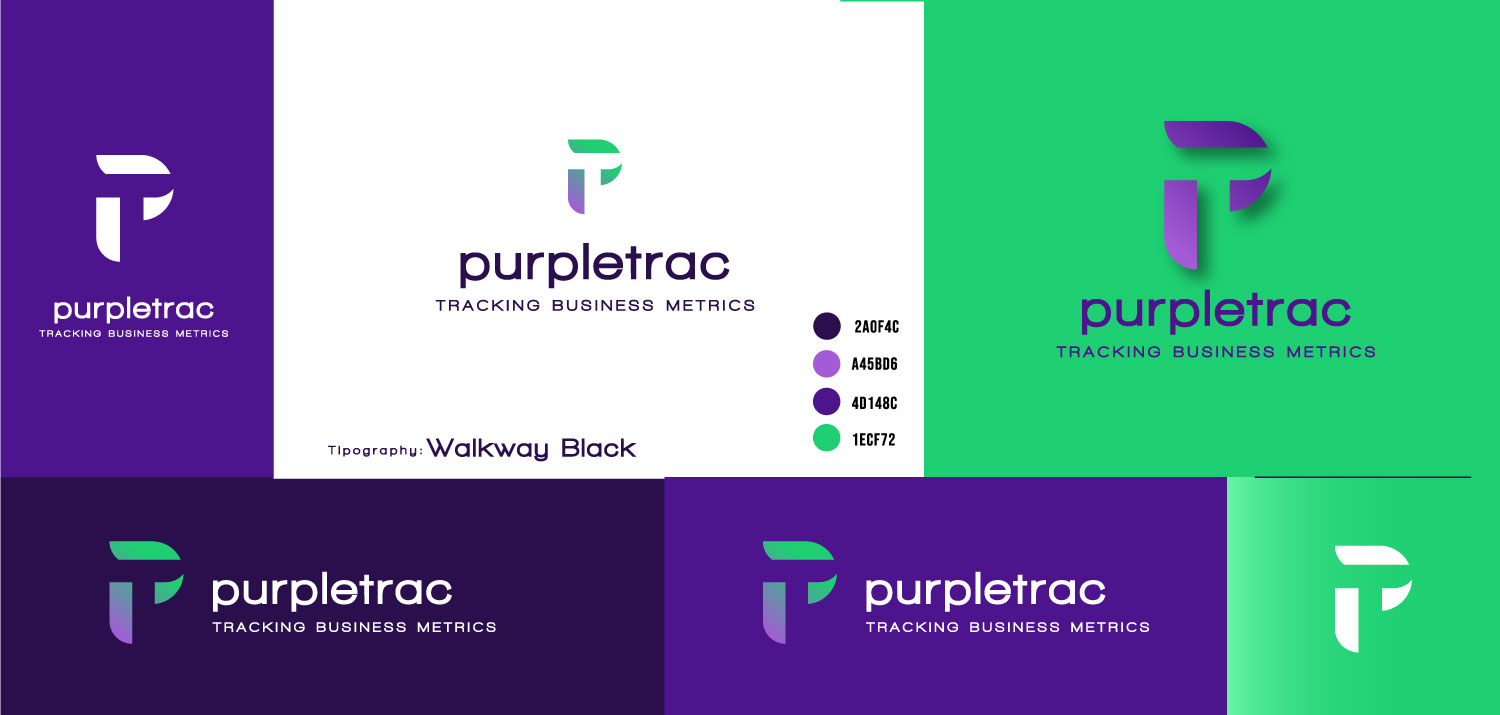 purpletrac
TRACKING BUSINESS METRICS
purpletrac
TRACKING BUSINESS METRICS
2A0F4C
A45BD6
4D148C
1ECF72
Tipography: Walkway Black
purpletrac
TRACKING BUSINESS METRICS
purpletrac
TRACKING BUSINESS METRICS
purpletrac
TRACKING BUSINESS METRICS